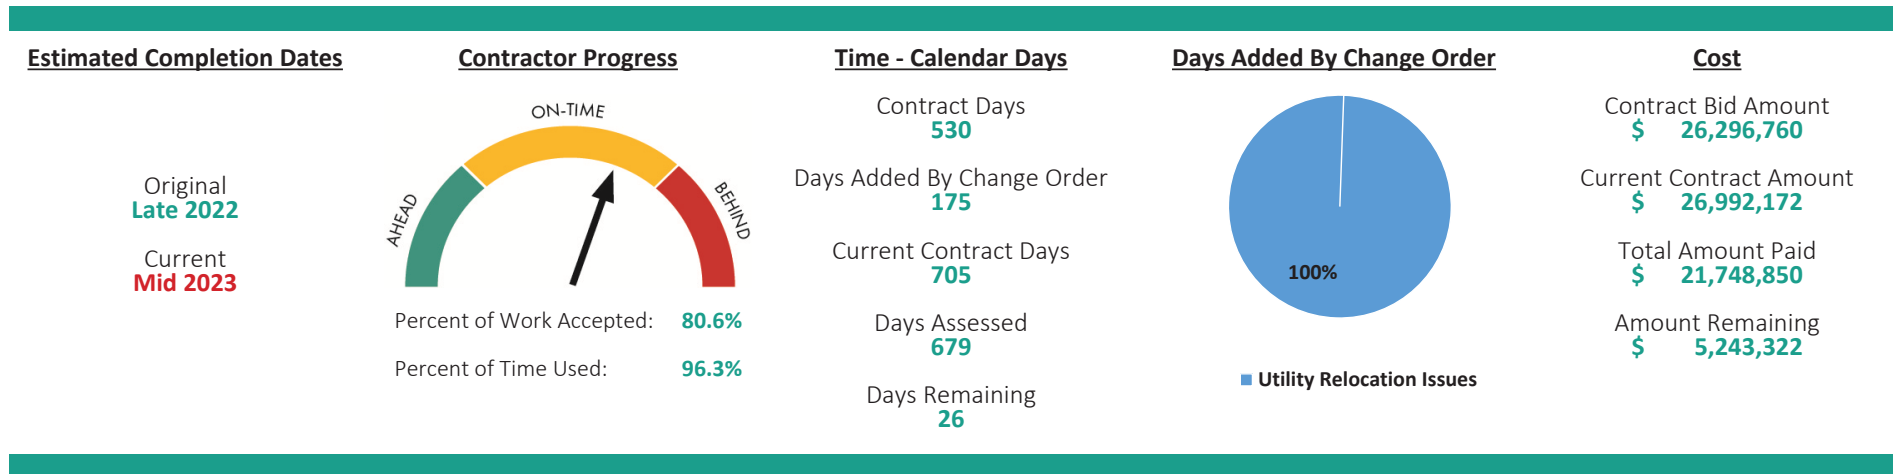 Estimated Completion Dates
Original
Late 2022
Current
Mid 2023
Contractor Progress
AHEAD
ON-TIME
BEHIND
Percent of Work Accepted: 80.6%
Percent of Time Used: 96.3%
Time - Calendar Days
Contract Days
530
Days Added By Change Order
175
Current Contract Days
705
Days Assessed
679
Days Remaining
26
Days Added By Change Order
100%
Utility Relocation Issues
Cost
Contract Bid Amount
$ 26,296,760
Current Contract Amount
$ 26,992,172
Total Amount Paid
$ 21,748,850
Amount Remaining
$ 5,243,322